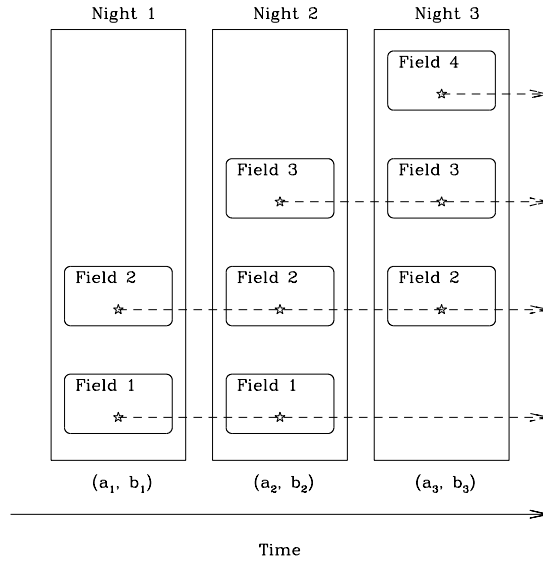 Night 1 Night 2 Night 3
Field 4
Field 3 Field 3
Field 2 Field 2 Field 2
Field 1 Field 1
(a₁, b₁) (a₂, b₂) (a₃, b₃)
Time